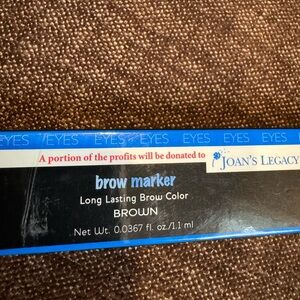 EYES EYES EYES EYES EYES EYES EYES
A portion of the profits will be donated to JOAN'S LEGACY
brow marker
Long Lasting Brow Color
BROWN
Net Wt. 0.0367 fl. oz./1.1 ml